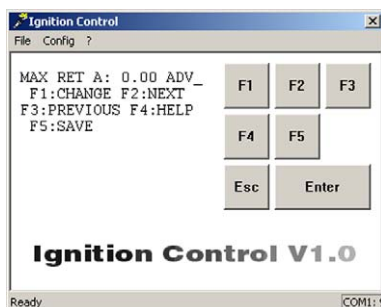 Ignition Control
File Config ?
MAX RET A: 0.00 ADV_
F1:CHANGE F2:NEXT
F3:PREVIOUS F4:HELP
F5:SAVE
F1 F2 F3
F4 F5
Esc Enter
Ignition Control V1.0
Ready COM1: